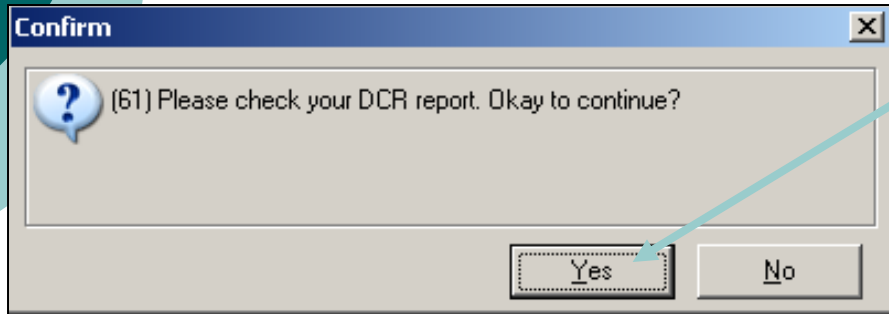 Confirm
(61) Please check your DCR report. Okay to continue?
Yes
No